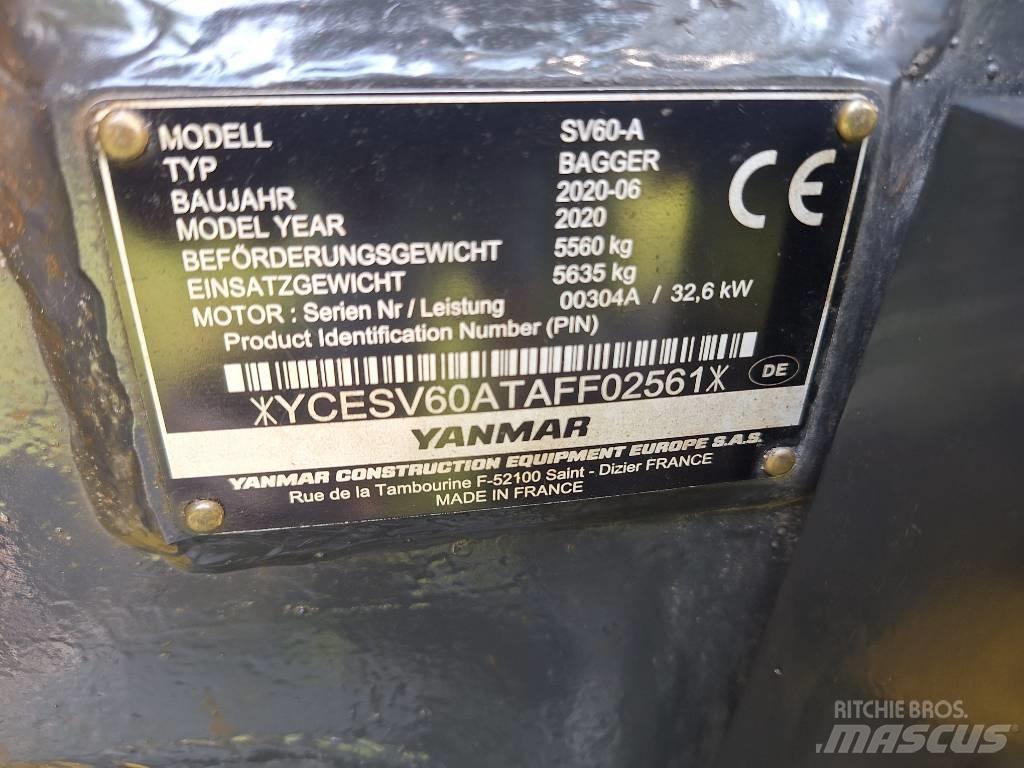 MODELL SV60-A
TYP BAGGER
BAUJAHR 2020-06
MODEL YEAR 2020
BEFÖRDERUNGSGEWICHT 5560 kg
EINSATZGEWICHT 5635 kg
MOTOR : Serien Nr / Leistung 00304A / 32,6 kW
Product Identification Number (PIN)
CE
DE
*YCESV60ATAFF02561*
YANMAR
YANMAR CONSTRUCTION EQUIPMENT EUROPE S.A.S.
Rue de la Tambourine F-52100 Saint - Dizier FRANCE
MADE IN FRANCE
RITCHIE BROS.
MASCUS